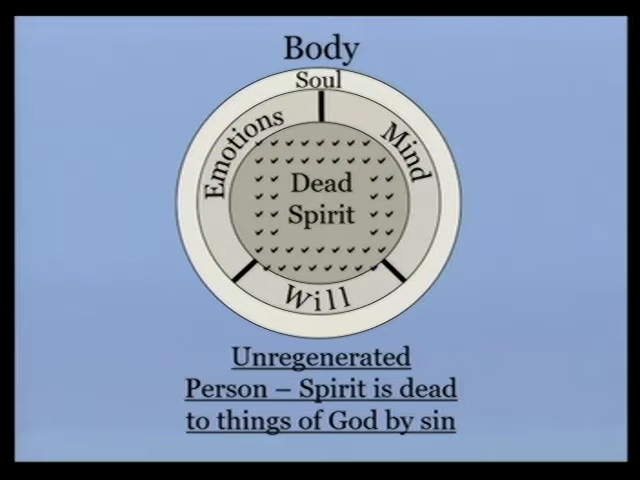 Body
Soul
Emotions
Mind
Dead
Spirit
Will
Unregenerated
Person – Spirit is dead
to things of God by sin